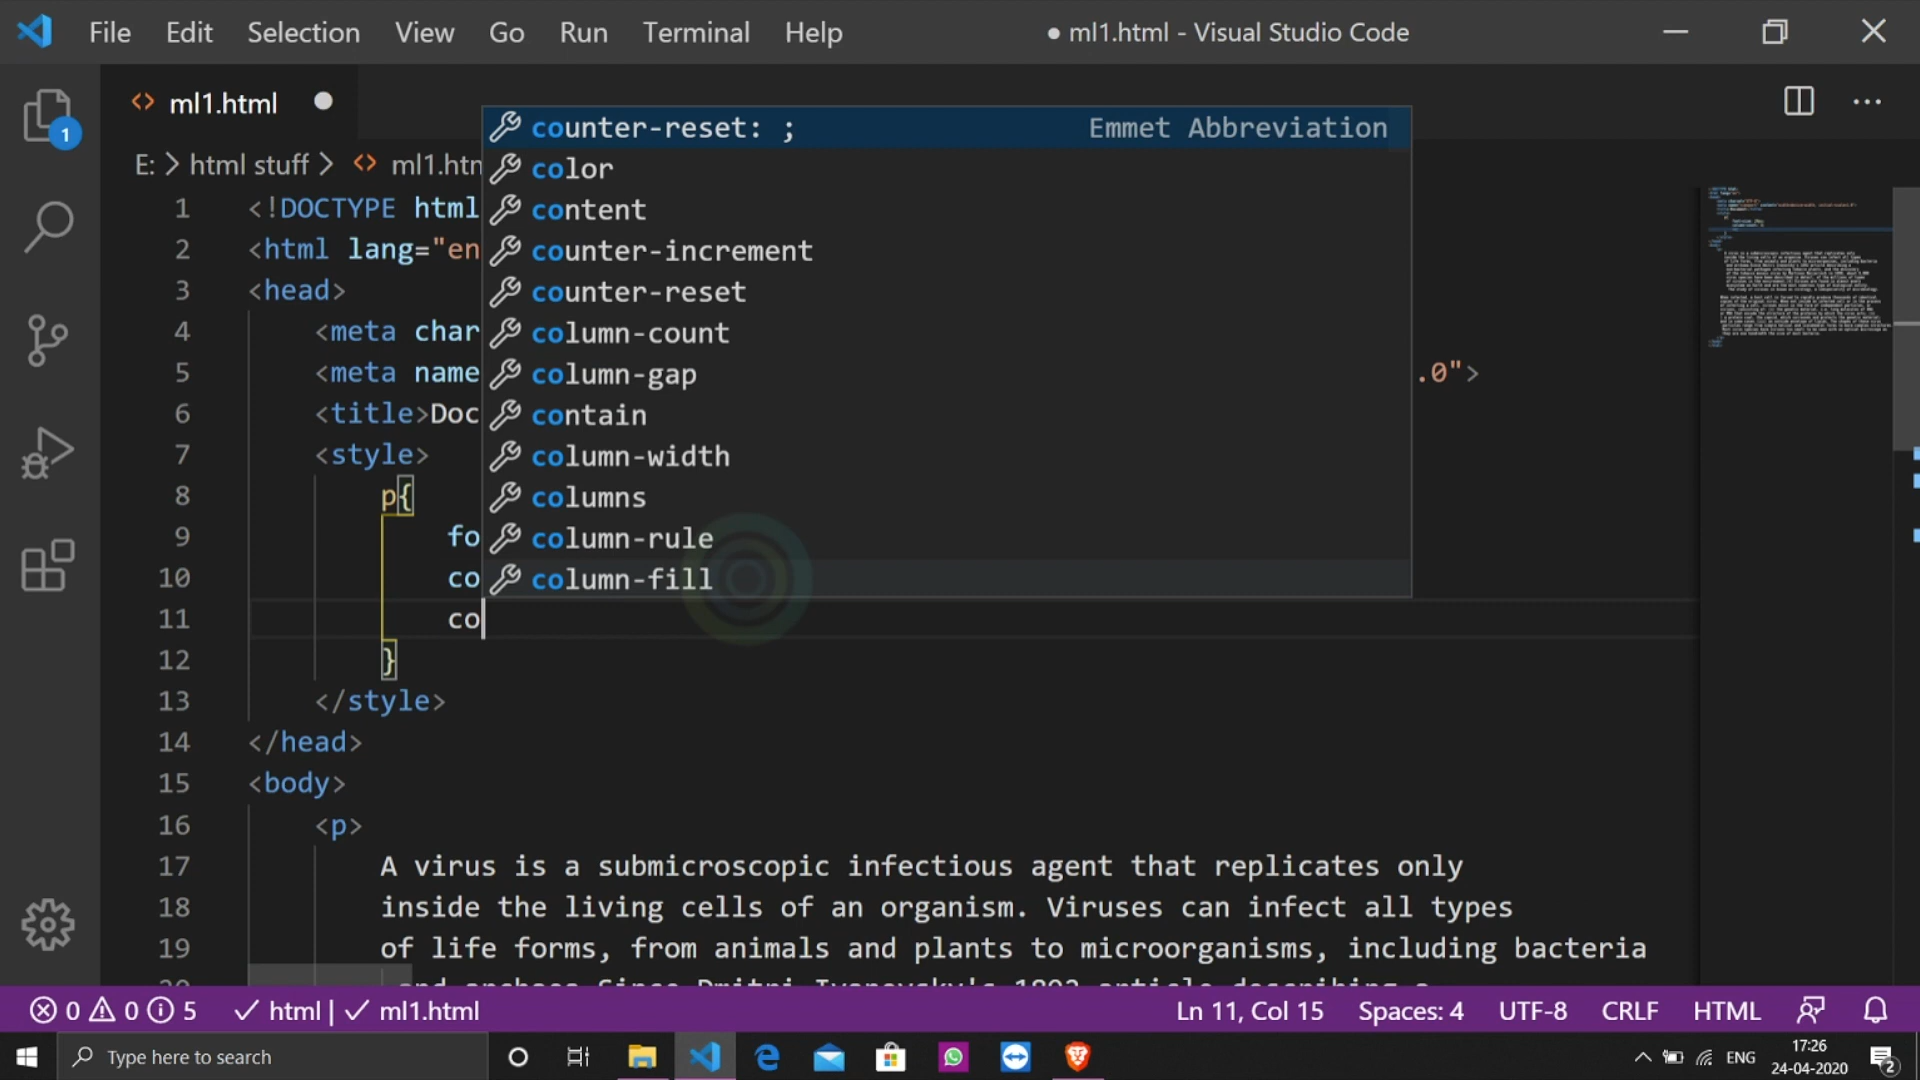 File Edit Selection View Go Run Terminal Help ● ml1.html - Visual Studio Code
<> ml1.html ●
1
E: > html stuff > <> ml1.htm
counter-reset: ; Emmet Abbreviation
color
content
counter-increment
counter-reset
column-count
column-gap
contain
column-width
columns
column-rule
column-fill
1 <!DOCTYPE html
2 <html lang="en
3 <head>
4 <meta char
5 <meta name .0">
6 <title>Doc
7 <style>
8 p{
9 fo
10 co
11 co
12 }
13 </style>
14 </head>
15 <body>
16 <p>
17 A virus is a submicroscopic infectious agent that replicates only
18 inside the living cells of an organism. Viruses can infect all types
19 of life forms, from animals and plants to microorganisms, including bacteria
0 0 5 html | ml1.html Ln 11, Col 15 Spaces: 4 UTF-8 CRLF HTML
Type here to search ENG 17:26
24-04-2020 2